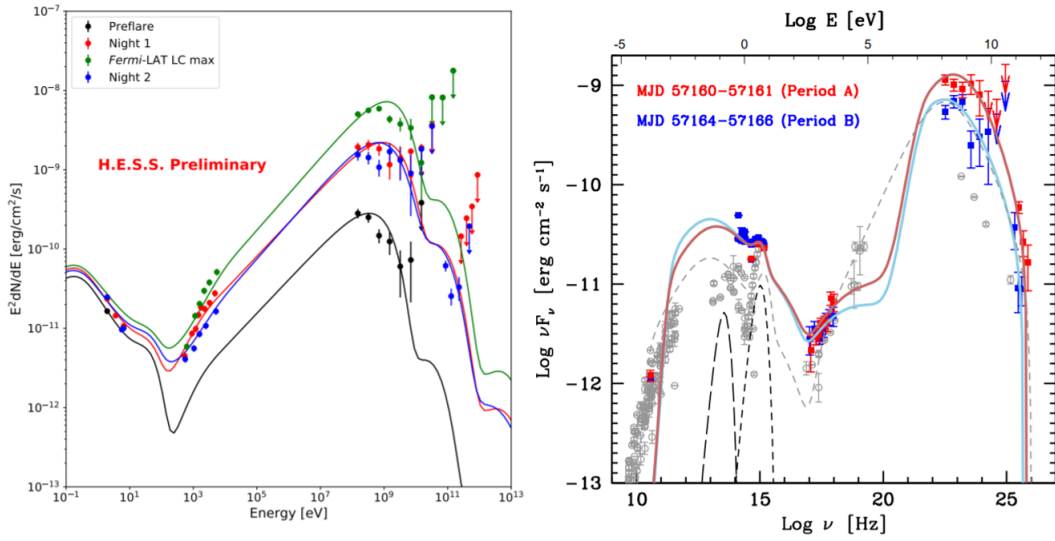 10⁻⁷
10⁻⁸
10⁻⁹
10⁻¹⁰
10⁻¹¹
10⁻¹²
10⁻¹³
E²dN/dE [erg/cm²/s]
Preflare
Night 1
Fermi-LAT LC max
Night 2
H.E.S.S. Preliminary
10⁻¹ 10¹ 10³ 10⁵ 10⁷ 10⁹ 10¹¹ 10¹³
Energy [eV]
Log E [eV]
-5 0 5 10
MJD 57160-57161 (Period A)
MJD 57164-57166 (Period B)
-9
-10
-11
-12
-13
Log νFν [erg cm⁻² s⁻¹]
10 15 20 25
Log ν [Hz]